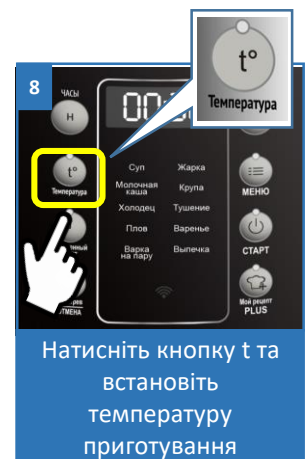 8
ЧАСЫ
Н
00:
t°
Температура
t°
Температура
Суп
Жарка
Молочная каша
Крупа
Холодец
Тушение
Плов
Варенье
Варка на пару
Выпечка
МЕНЮ
СТАРТ
Мой рецепт
PLUS
Натисніть кнопку t та
встановіть
температуру
приготування